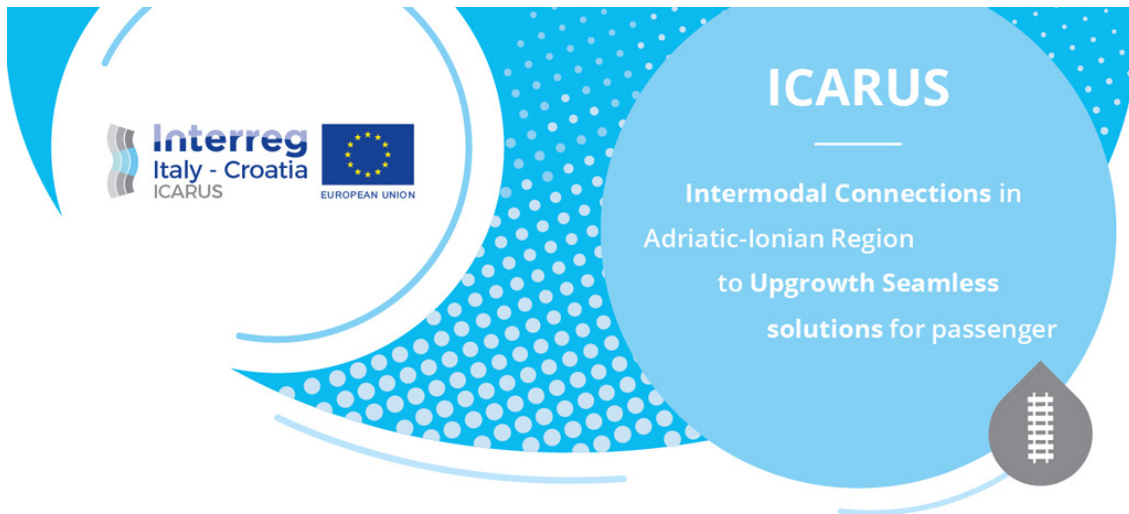 Interreg
Italy - Croatia
ICARUS
EUROPEAN UNION
ICARUS
Intermodal Connections in
Adriatic-Ionian Region
to Upgrowth Seamless
solutions for passenger